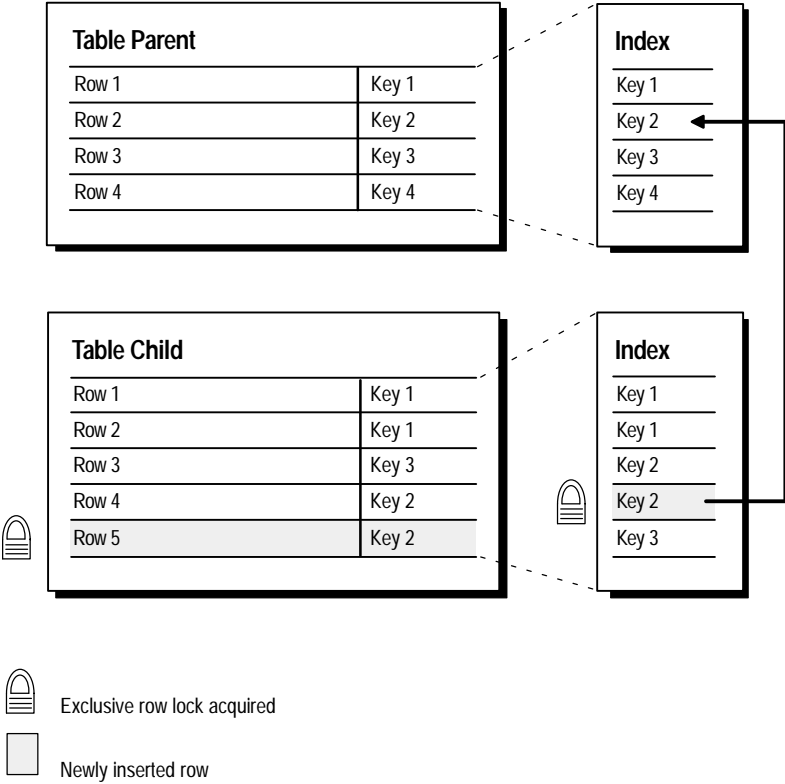 Table Parent
Row 1 Key 1
Row 2 Key 2
Row 3 Key 3
Row 4 Key 4
Index
Key 1
Key 2
Key 3
Key 4
Table Child
Row 1 Key 1
Row 2 Key 1
Row 3 Key 3
Row 4 Key 2
Row 5 Key 2
Index
Key 1
Key 1
Key 2
Key 2
Key 3
Exclusive row lock acquired
Newly inserted row